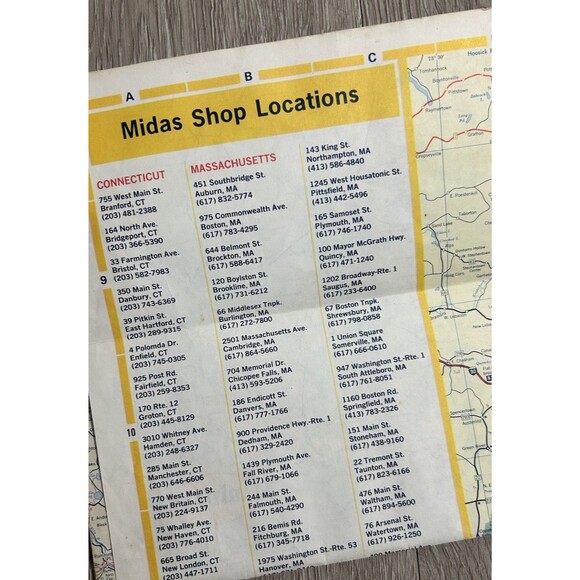 A
B
C
Midas Shop Locations
CONNECTICUT
755 West Main St.
Branford, CT
(203) 481-2388
164 North Ave.
Bridgeport, CT
(203) 366-5390
33 Farmington Ave.
Bristol, CT
(203) 582-7983
9
350 Main St.
Danbury, CT
(203) 743-6369
39 Pitkin St.
East Hartford, CT
(203) 289-9315
4 Polomda Dr.
Enfield, CT
(203) 745-0305
925 Post Rd.
Fairfield, CT
(203) 259-8353
170 Rte. 12
Groton, CT
(203) 445-8129
10
3010 Whitney Ave.
Hamden, CT
(203) 248-6327
285 Main St.
Manchester, CT
(203) 646-6606
770 West Main St.
New Britain, CT
(203) 224-9137
75 Whalley Ave.
New Haven, CT
(203) 776-4010
665 Broad St.
New London, CT
(203) 447-1711
MASSACHUSETTS
451 Southbridge St.
Auburn, MA
(617) 832-5774
975 Commonwealth Ave.
Boston, MA
(617) 783-4295
644 Belmont St.
Brockton, MA
(617) 588-6417
120 Boylston St.
Brookline, MA
(617) 731-6212
66 Middlesex Tnpk.
Burlington, MA
(617) 272-7800
2501 Massachusetts Ave.
Cambridge, MA
(617) 864-5660
704 Memorial Dr.
Chicopee Falls, MA
(413) 593-5206
186 Endicott St.
Danvers, MA
(617) 777-1766
900 Providence Hwy.-Rte. 1
Dedham, MA
(617) 329-2420
1439 Plymouth Ave.
Fall River, MA
(617) 679-1066
244 Main St.
Falmouth, MA
(617) 540-4290
216 Bemis Rd.
Fitchburg, MA
(617) 345-7718
1975 Washington St.-Rte. 53
Hanover, MA
143 King St.
Northampton, MA
(413) 586-4840
1245 West Housatonic St.
Pittsfield, MA
(413) 442-5496
165 Samoset St.
Plymouth, MA
(617) 746-1740
100 Mayor McGrath Hwy.
Quincy, MA
(617) 471-1240
1202 Broadway-Rte. 1
Saugus, MA
(617) 233-6400
67 Boston Tnpk.
Shrewsbury, MA
(617) 798-0858
1 Union Square
Somerville, MA
(617) 666-0610
947 Washington St.-Rte. 1
South Attleboro, MA
(617) 761-8051
1160 Boston Rd.
Springfield, MA
(413) 783-2326
151 Main St.
Stoneham, MA
(617) 438-9160
22 Tremont St.
Taunton, MA
(617) 823-6166
476 Main St.
Waltham, MA
(617) 894-5600
76 Arsenal St.
Watertown, MA
(617) 926-1250
Hoosick
Tomhannock
Pittstown
Raymertown
Grafton
Cropseyville